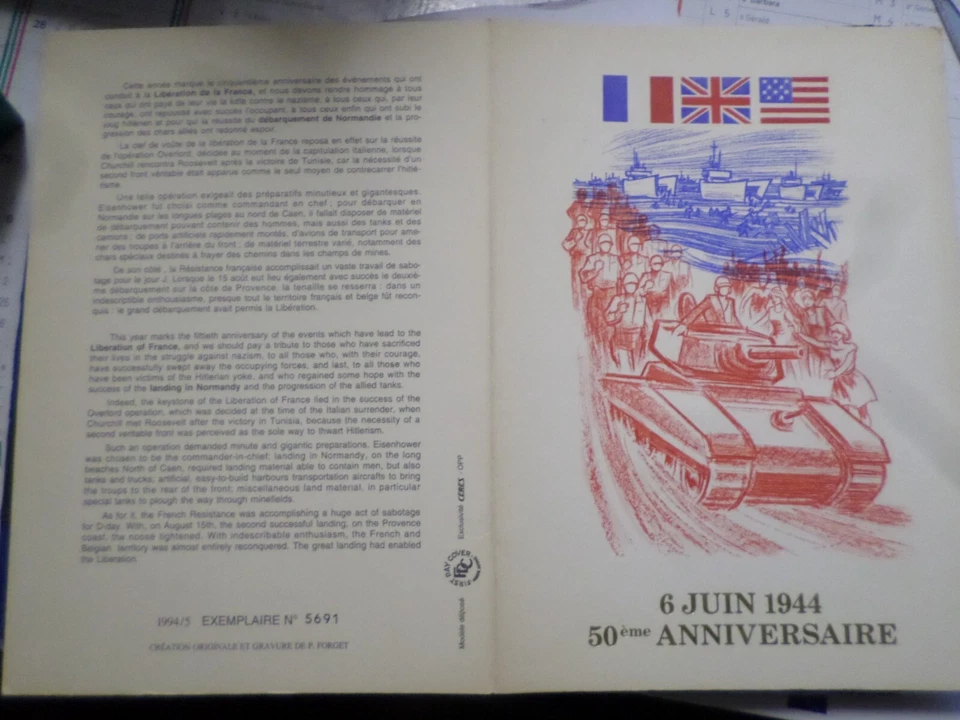 Cette année marque le cinquantième anniversaire des événements qui ont
conduit à la Libération de la France, et nous devons rendre hommage à tous
ceux qui ont payé de leur vie la lutte contre le nazisme, à tous ceux qui, par leur
courage, ont repoussé avec succès l'occupant, à tous ceux enfin qui ont subi le
joug hitlérien et pour qui la réussite du débarquement de Normandie et la pro-
gression des chars alliés ont redonné espoir.
La clef de voûte de la libération de la France reposa en effet sur la réussite
de l'opération Overlord; décidée au moment de la capitulation italienne, lorsque
Churchill rencontra Roosevelt après la victoire de Tunisie, car la nécessité d'un
second front véritable était apparue comme le seul moyen de contrecarrer l'hitlé-
risme.
Une telle opération exigeait des préparatifs minutieux et gigantesques.
Eisenhower fut choisi comme commandant en chef ; pour débarquer en
Normandie sur les longues plages au nord de Caen, il fallait disposer de matériel
de débarquement pouvant contenir des hommes, mais aussi des tanks et des
camions ; de ports artificiels rapidement montés, d'avions de transport pour ame-
ner des troupes à l'arrière du front ; de matériel terrestre varié, notamment des
chars spéciaux destinés à frayer des chemins dans les champs de mines.
De son côté, la Résistance française accomplissait un vaste travail de sabo-
tage pour le jour J. Lorsque le 15 août eut lieu également avec succès le deuxiè-
me débarquement sur la côte de Provence, la tenaille se resserra : dans un
indescriptible enthousiasme, presque tout le territoire français et belge fût recon-
quis : le grand débarquement avait permis la Libération.
This year marks the fiftieth anniversary of the events which have lead to the
Liberation of France, and we should pay a tribute to those who have sacrificed
their lives in the struggle against nazism, to all those who, with their courage,
have successfully swept away the occupying forces, and last, to all those who
have been victims of the Hitlerian yoke, and who regained some hope with the
success of the landing in Normandy and the progression of the allied tanks.
Indeed, the keystone of the Liberation of France lied in the success of the
Overlord operation, which was decided at the time of the Italian surrender, when
Churchill met Roosevelt after the victory in Tunisia, because the necessity of a
second veritable front was perceived as the sole way to thwart Hitlerism.
Such an operation demanded minute and gigantic preparations. Eisenhower
was chosen to be the commander-in-chief; landing in Normandy, on the long
beaches North of Caen, required landing material able to contain men, but also
tanks and trucks, artificial, easy-to-build harbours transportation aircrafts to bring
the troups to the rear of the front; miscellaneous land material, in particular
special tanks to plough the way through minefields.
As for it, the French Resistance was accomplishing a huge act of sabotage
for D-day. With, on August 15th, the second successful landing, on the Provence
coast, the noose tightened. With indescribable enthusiasm, the French and
Belgian territory was almost entirely reconquered. The great landing had enabled
the Liberation.
1994/5 EXEMPLAIRE N° 5691
CRÉATION ORIGINALE ET GRAVURE DE P. FORGET
Modèle déposé
FIRST DAY COVER
FDC
Exclusivité CERES - OPP
6 JUIN 1944
50ème ANNIVERSAIRE
28
L 5
Barbara
Gérald
M 3
M 5